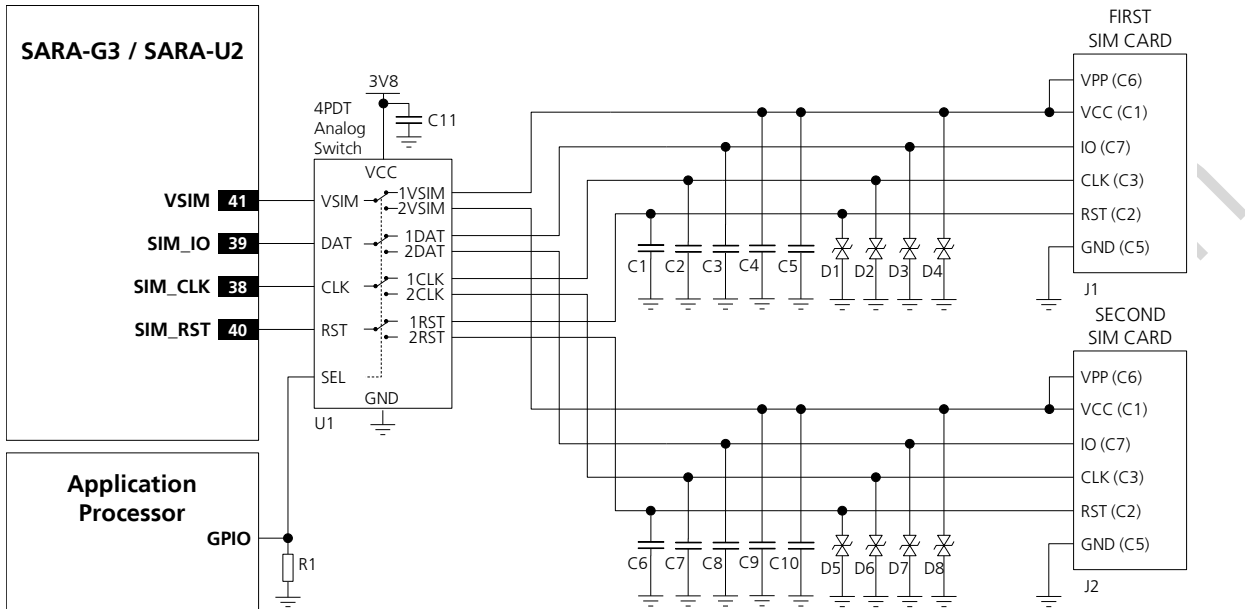 SARA-G3 / SARA-U2
VSIM 41
SIM_IO 39
SIM_CLK 38
SIM_RST 40
Application
Processor
GPIO
R1
3V8
C11
4PDT
Analog
Switch
VCC
VSIM
1VSIM
2VSIM
DAT
1DAT
2DAT
CLK
1CLK
2CLK
RST
1RST
2RST
SEL
GND
U1
FIRST
SIM CARD
VPP (C6)
VCC (C1)
IO (C7)
CLK (C3)
RST (C2)
GND (C5)
J1
C1 C2 C3 C4 C5 D1 D2 D3 D4
SECOND
SIM CARD
VPP (C6)
VCC (C1)
IO (C7)
CLK (C3)
RST (C2)
GND (C5)
J2
C6 C7 C8 C9 C10 D5 D6 D7 D8